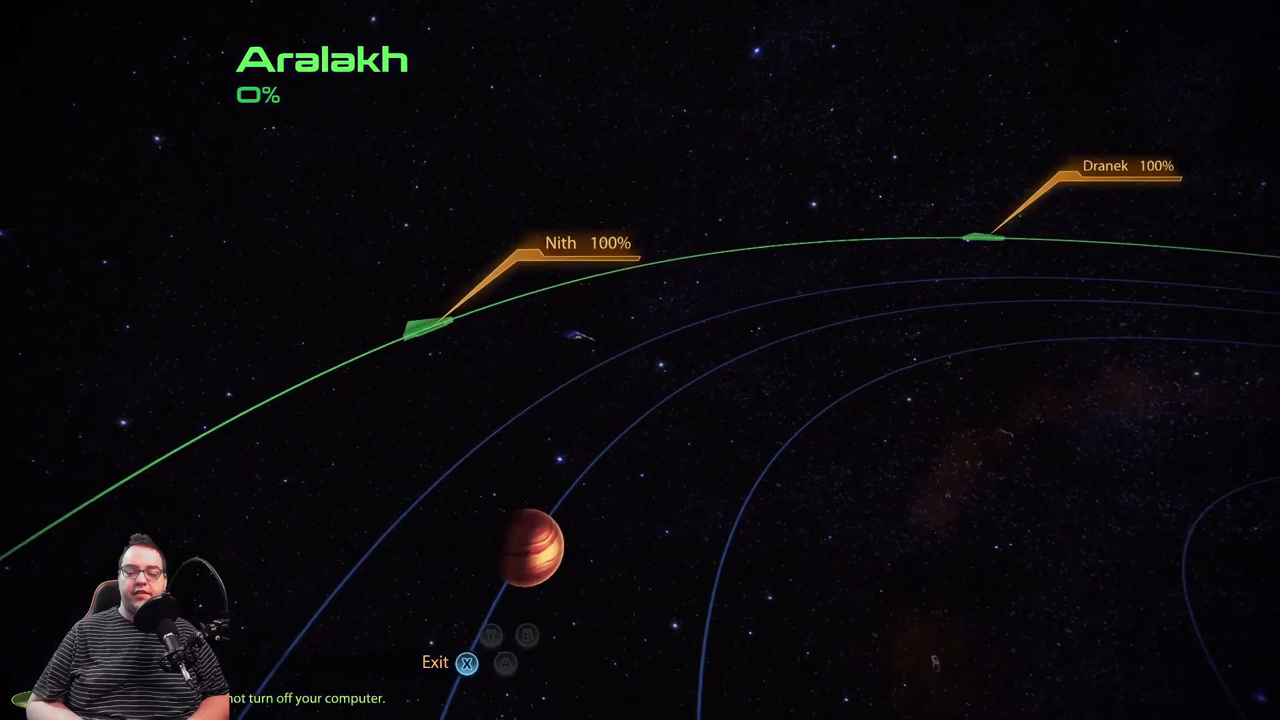 Aralakh
0%
Dranek 100%
Nith 100%
Y B
Exit X A
not turn off your computer.